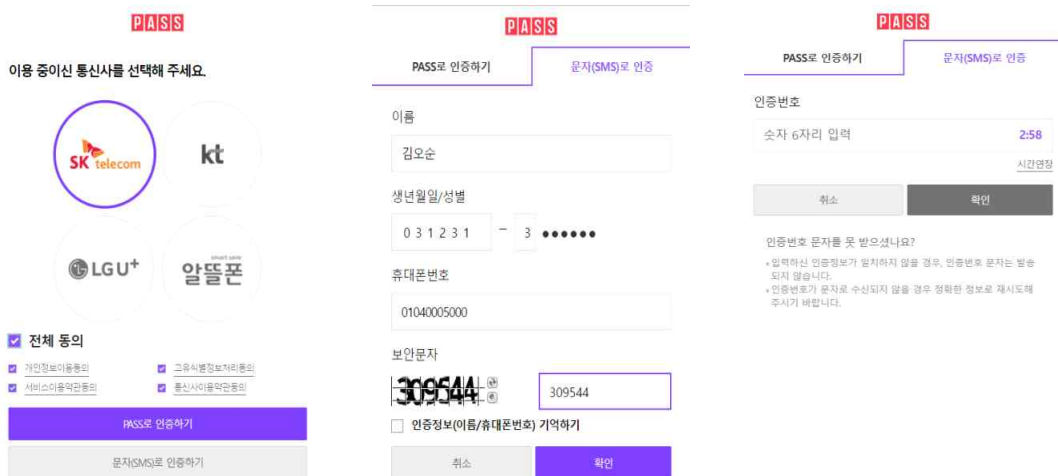 PASS
이용 중이신 통신사를 선택해 주세요.
SK telecom
kt
LG U+
smart save
알뜰폰
전체 동의
개인정보이용동의
고유식별정보처리동의
서비스이용약관동의
통신사이용약관동의
PASS로 인증하기
문자(SMS)로 인증하기
PASS
PASS로 인증하기
문자(SMS)로 인증
이름
김오순
생년월일/성별
031231 - 3 ●●●●●●
휴대폰번호
01040005000
보안문자
309544
309544
인증정보(이름/휴대폰번호) 기억하기
취소
확인
PASS
PASS로 인증하기
문자(SMS)로 인증
인증번호
숫자 6자리 입력
2:58
시간연장
취소
확인
인증번호 문자를 못 받으셨나요?
입력하신 인증정보가 일치하지 않을 경우, 인증번호 문자는 발송
되지 않습니다.
인증번호가 문자로 수신되지 않을 경우 정확한 정보로 재시도해
주시기 바랍니다.